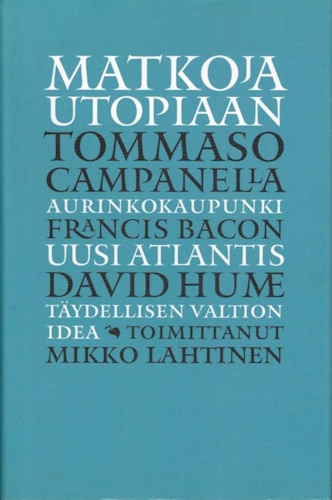 MATKOJA
UTOPIAAN
TOMMASO
CAMPANELLA
AURINKOKAUPUNKI
FRANCIS BACON
UUSI ATLANTIS
DAVID HUME
TÄYDELLISEN VALTION
IDEA TOIMITTANUT
MIKKO LAHTINEN